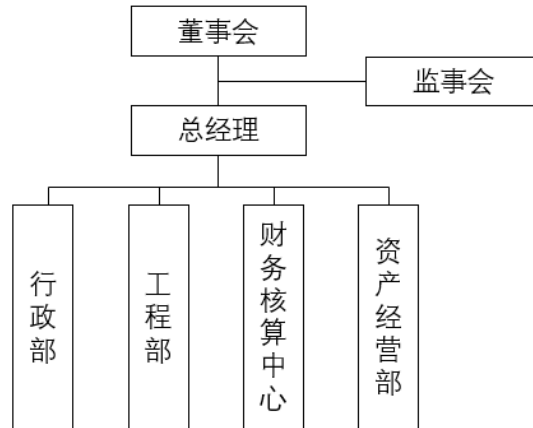 董事会
监事会
总经理
行政部
工程部
财务核算中心
资产经营部